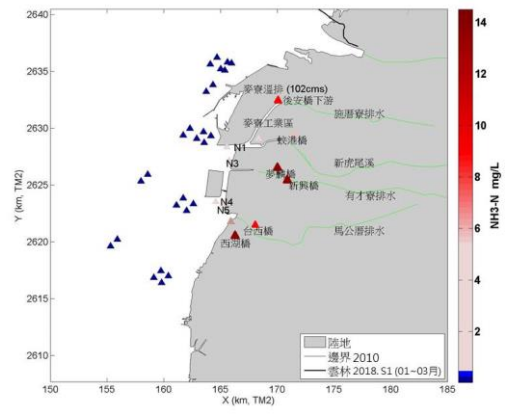 2640
2635
2630
2625
2620
2615
2610
Y (km, TM2)
150
155
160
165
170
175
180
185
X (km, TM2)
麥寮溫排 (102cms)
後安橋下游
施厝寮排水
麥寮工業區
蚊港橋
N1
N3
新虎尾溪
夢麟橋
新興橋
有才寮排水
N4
N5
台西橋
馬公厝排水
西湖橋
陸地
邊界 2010
雲林 2018. S1 (01~03月)
14
12
10
8
6
4
2
NH3-N mg/L